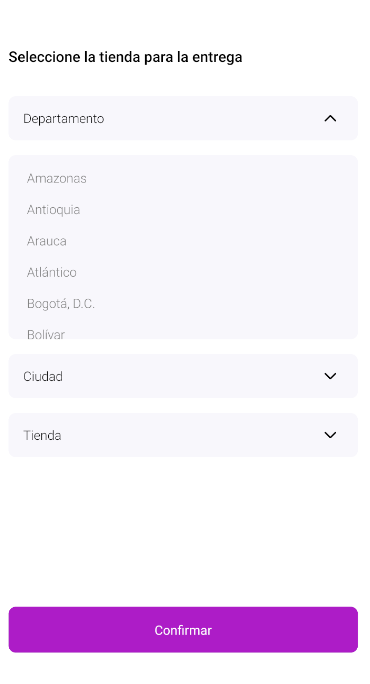 Seleccione la tienda para la entrega
Departamento
Amazonas
Antioquia
Arauca
Atlántico
Bogotá, D.C.
Bolívar
Ciudad
Tienda
Confirmar